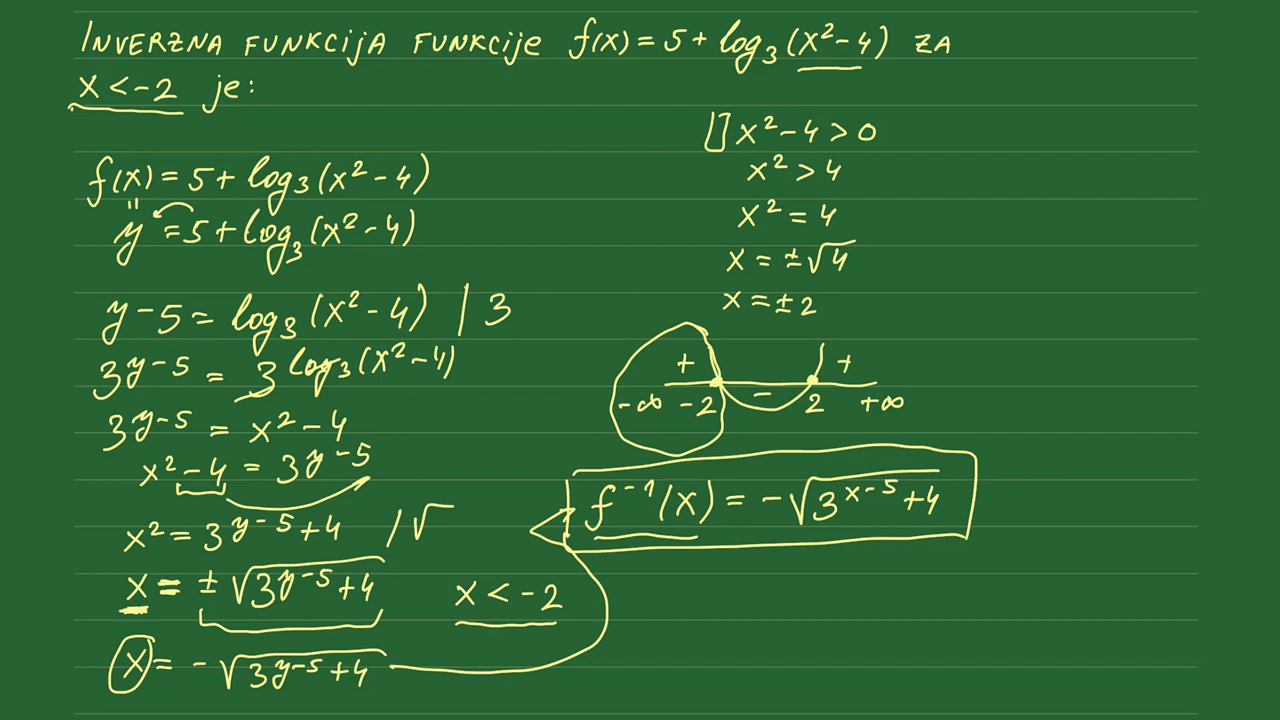 INVERZNA FUNKCIJA FUNKCIJE f(x) = 5 + log₃(x² - 4) ZA
x < -2 je:
f(x) = 5 + log₃(x² - 4)
y = 5 + log₃(x² - 4)
y - 5 = log₃(x² - 4) | 3
3^(y-5) = 3^(log₃(x² - 4))
3^(y-5) = x² - 4
x² - 4 = 3^(y-5)
x² = 3^(y-5) + 4 /√
x = ± √(3^(y-5) + 4) x < -2
x = - √(3^(y-5) + 4)
x² - 4 > 0
x² > 4
x² = 4
x = ±√4
x = ±2
+ - +
-∞ -2 2 +∞
f⁻¹(x) = -√(3^(x-5) + 4)